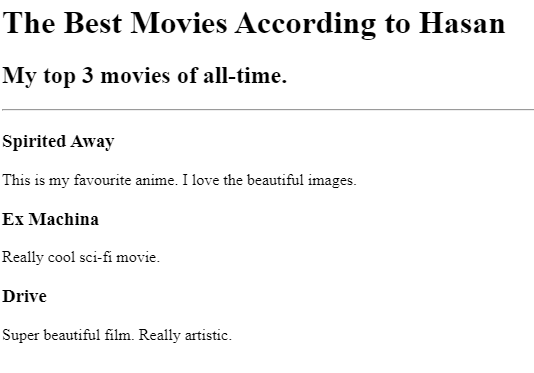 The Best Movies According to Hasan
My top 3 movies of all-time.
Spirited Away
This is my favourite anime. I love the beautiful images.
Ex Machina
Really cool sci-fi movie.
Drive
Super beautiful film. Really artistic.